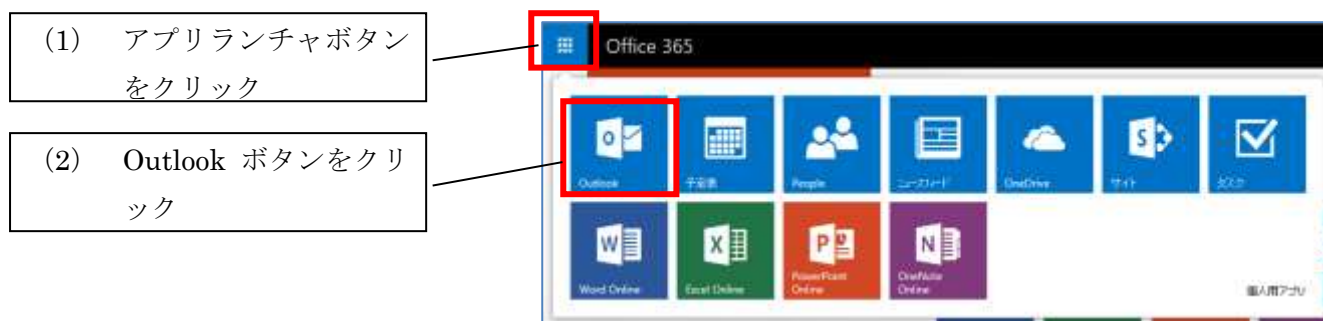 (1) アプリランチャボタン
をクリック
(2) Outlook ボタンをクリ
ック
Office 365
Outlook
予定表
People
ニュースフィード
OneDrive
サイト
タスク
Word Online
Excel Online
PowerPoint
Online
OneNote
Online
個人用アプリ